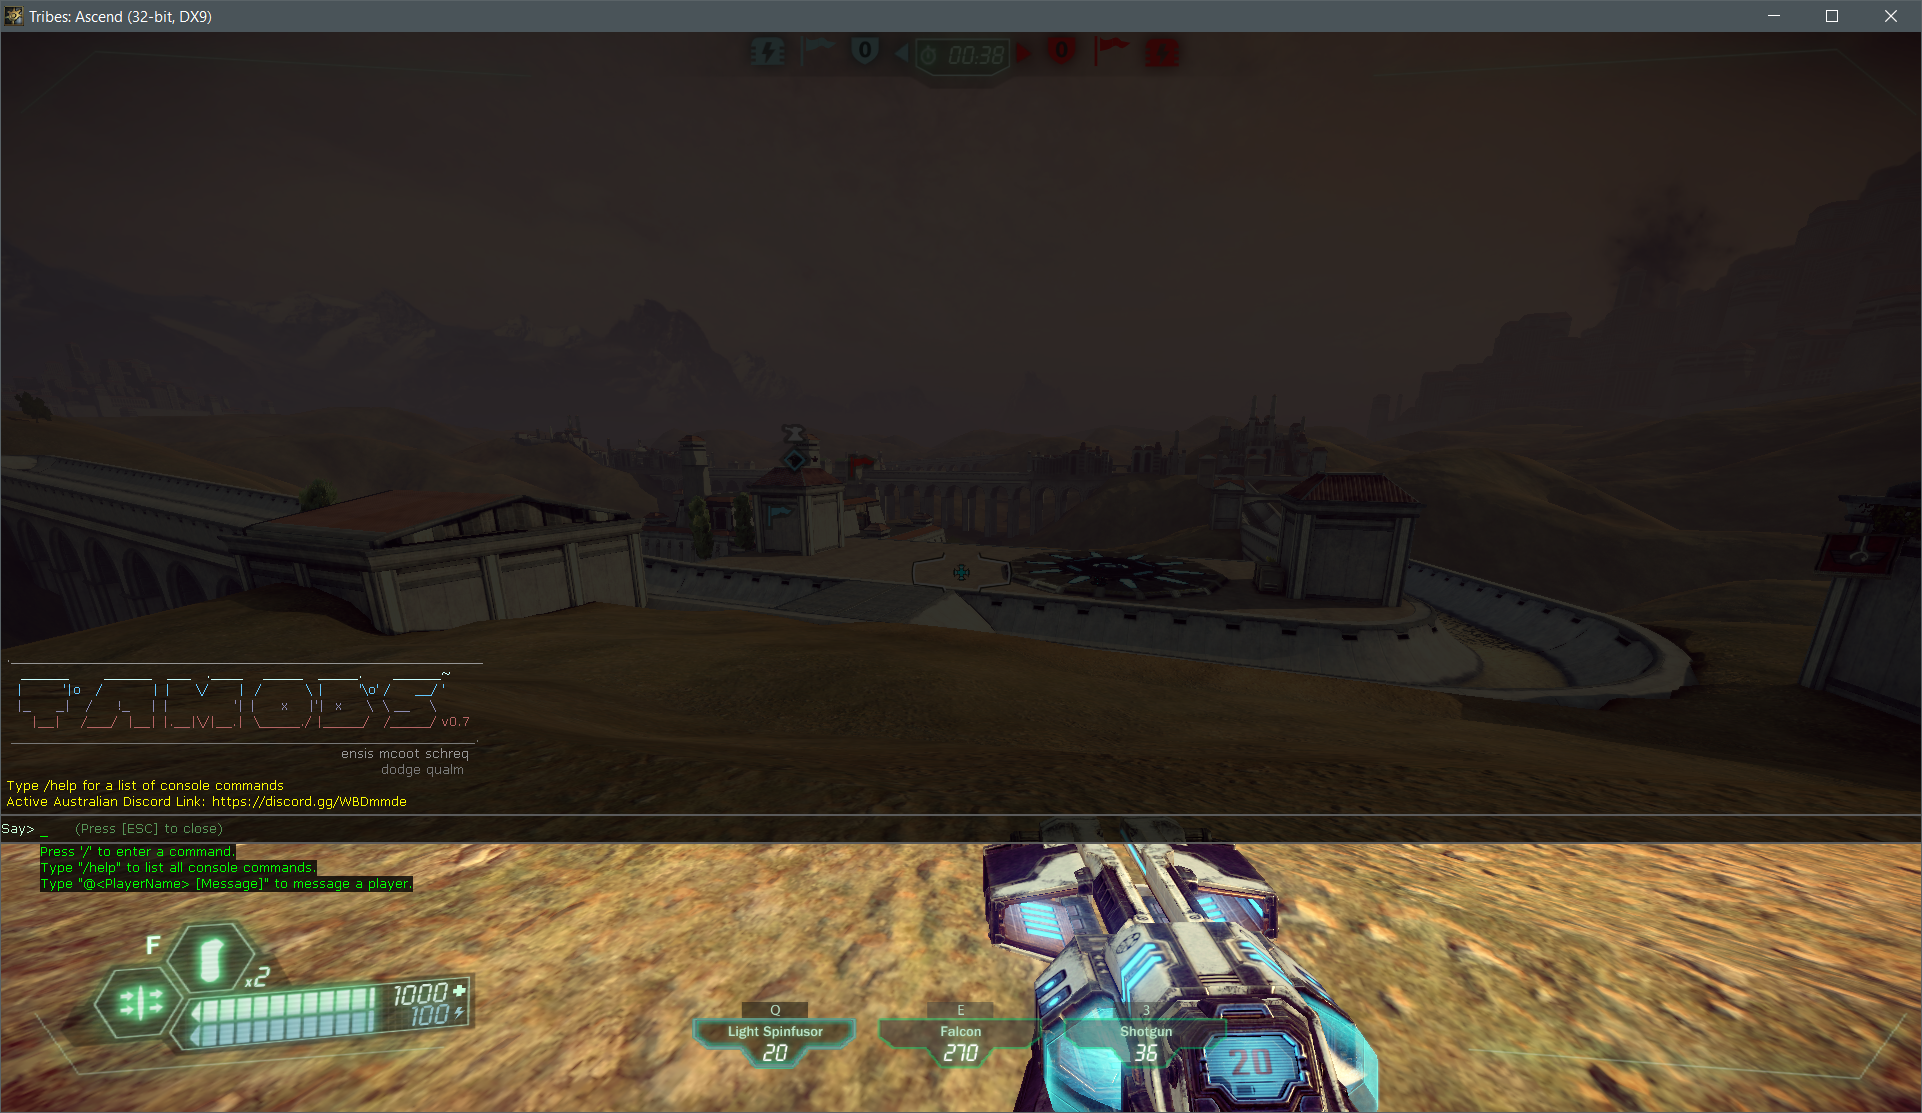 Tribes: Ascend (32-bit, DX9)
0 00:38 0
v0.7
ensis mcoot schreq
dodge qualm
Type /help for a list of console commands
Active Australian Discord Link: https://discord.gg/WBDmmde
Say> _ (Press [ESC] to close)
Press '/' to enter a command.
Type "/help" to list all console commands.
Type "@<PlayerName> [Message]" to message a player.
F
x2
1000 +
100
Q E 3
Light Spinfusor Falcon Shotgun
20 270 36
20